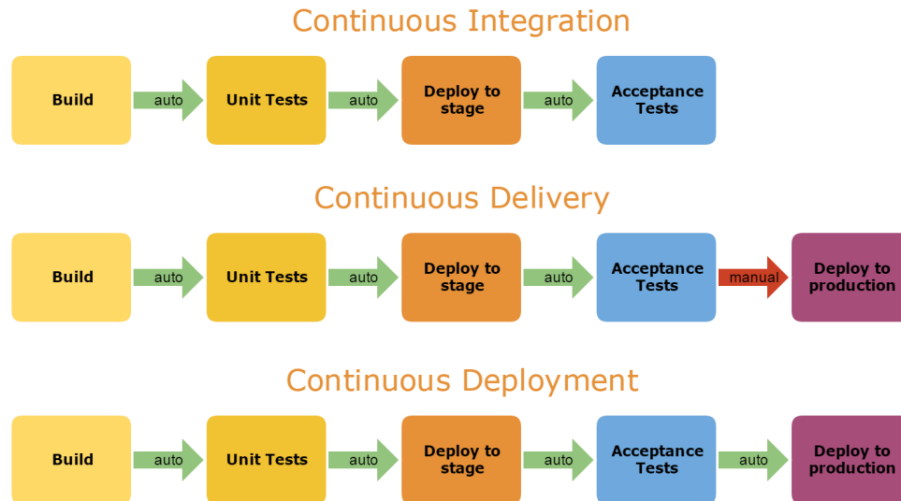 Continuous Integration
Build
auto
Unit Tests
auto
Deploy to
stage
auto
Acceptance
Tests
Continuous Delivery
Build
auto
Unit Tests
auto
Deploy to
stage
auto
Acceptance
Tests
manual
Deploy to
production
Continuous Deployment
Build
auto
Unit Tests
auto
Deploy to
stage
auto
Acceptance
Tests
auto
Deploy to
production